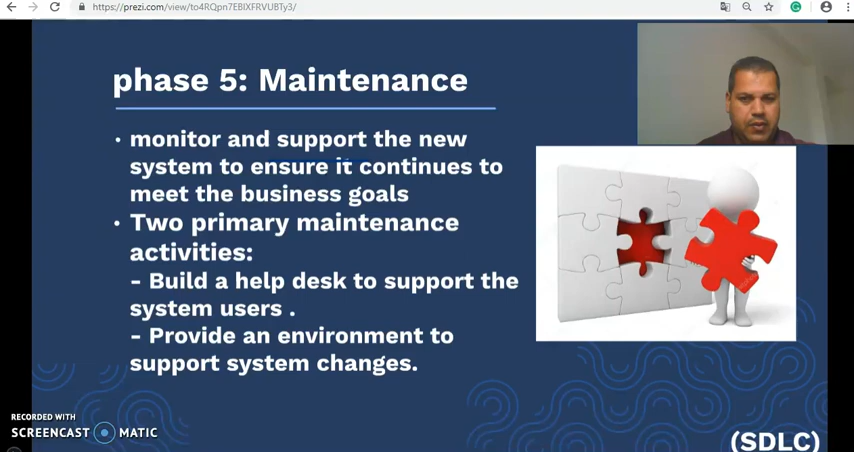 https://prezi.com/view/to4RQpn7EBlXFRVUBTy3/
phase 5: Maintenance
· monitor and support the new
system to ensure it continues to
meet the business goals
· Two primary maintenance
activities:
- Build a help desk to support the
system users .
- Provide an environment to
support system changes.
RECORDED WITH
SCREENCAST MATIC
(SDLC)